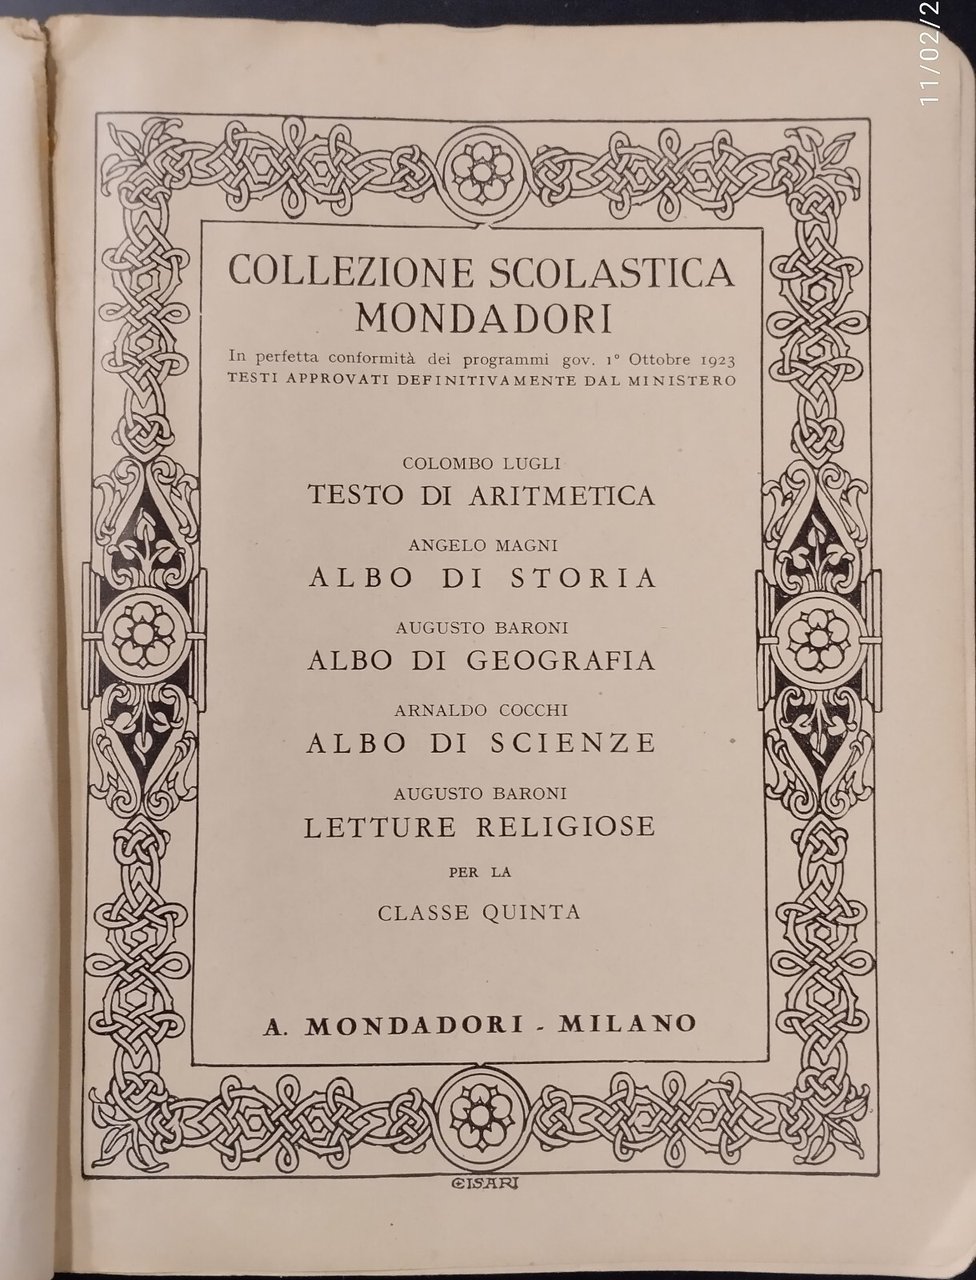 11/02/2
COLLEZIONE SCOLASTICA
MONDADORI
In perfetta conformità dei programmi gov. 1° Ottobre 1923
TESTI APPROVATI DEFINITIVAMENTE DAL MINISTERO
COLOMBO LUGLI
TESTO DI ARITMETICA
ANGELO MAGNI
ALBO DI STORIA
AUGUSTO BARONI
ALBO DI GEOGRAFIA
ARNALDO COCCHI
ALBO DI SCIENZE
AUGUSTO BARONI
LETTURE RELIGIOSE
PER LA
CLASSE QUINTA
A. MONDADORI - MILANO
CISARI